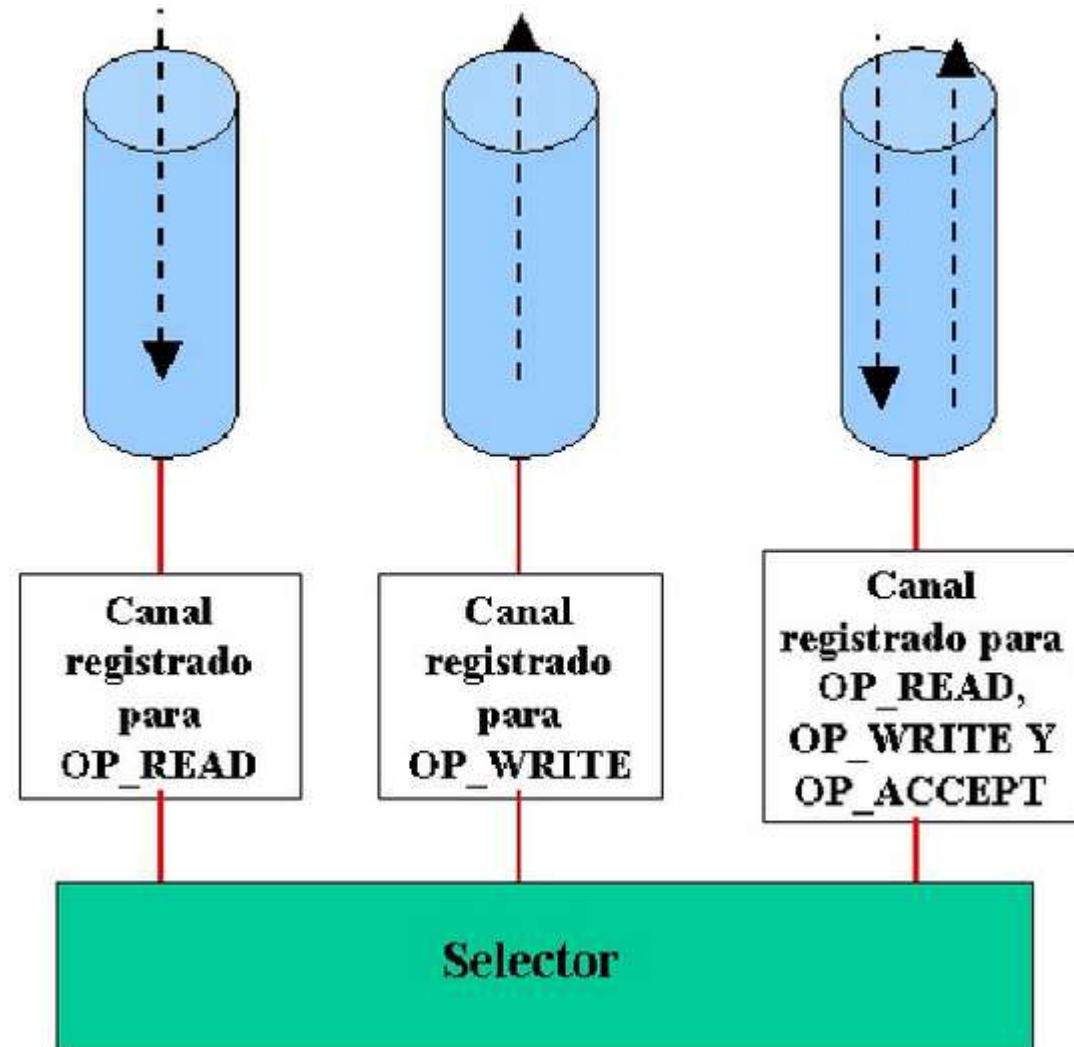 Canal
registrado
para
OP_READ
Canal
registrado
para
OP_WRITE
Canal
registrado para
OP_READ,
OP_WRITE Y
OP_ACCEPT
Selector